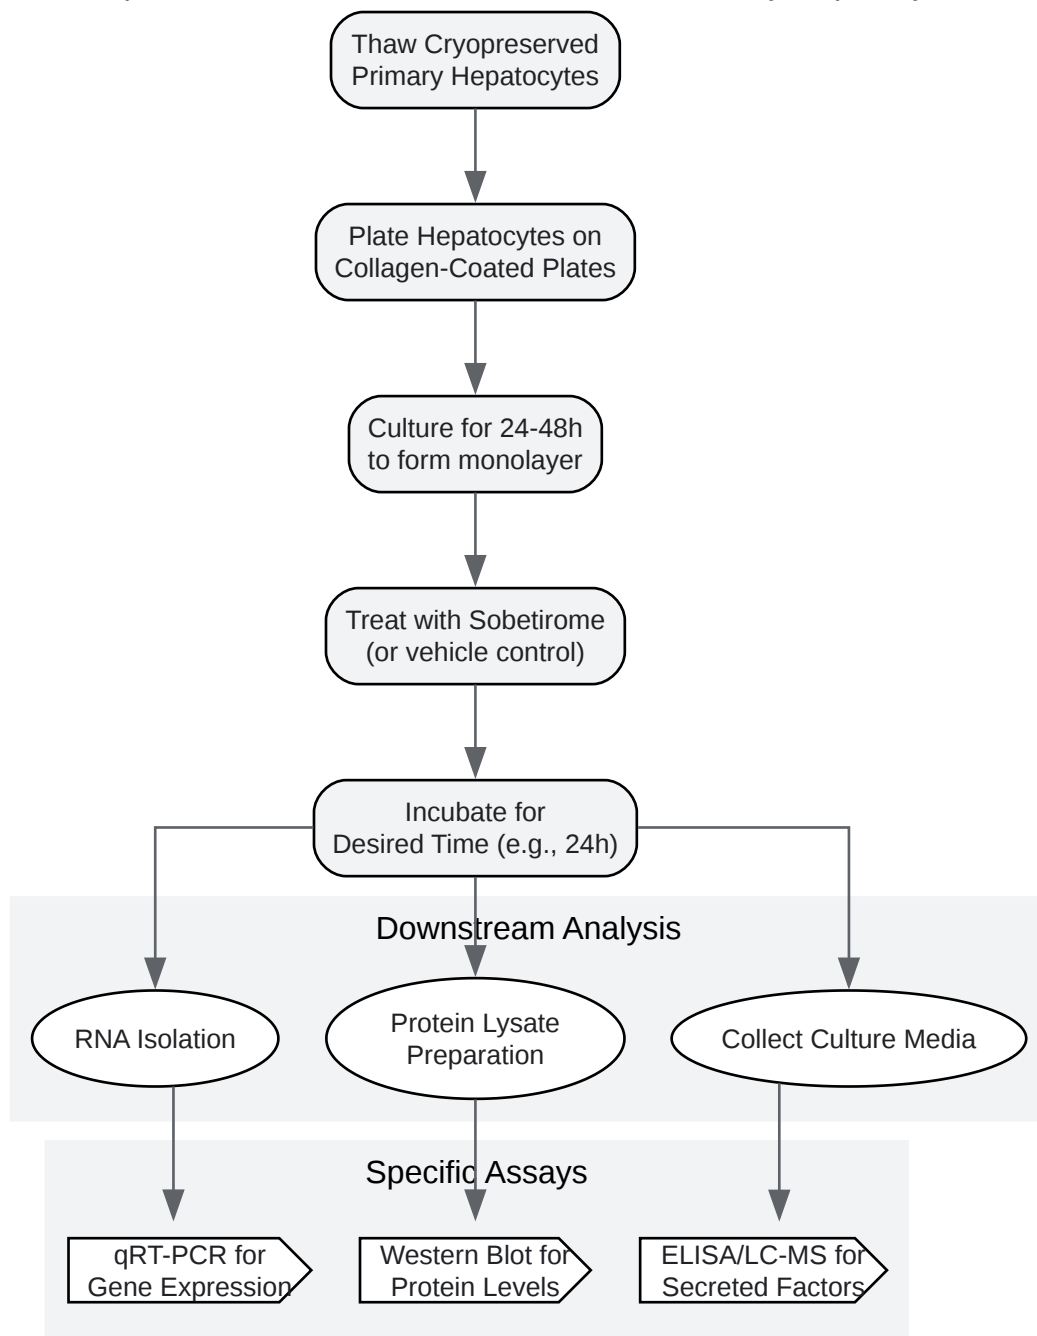 Thaw Cryopreserved
Primary Hepatocytes
Plate Hepatocytes on
Collagen-Coated Plates
Culture for 24-48h
to form monolayer
Treat with Sobetirome
(or vehicle control)
Incubate for
Desired Time (e.g., 24h)
Downstream Analysis
RNA Isolation
Protein Lysate
Preparation
Collect Culture Media
Specific Assays
qRT-PCR for
Gene Expression
Western Blot for
Protein Levels
ELISA/LC-MS for
Secreted Factors